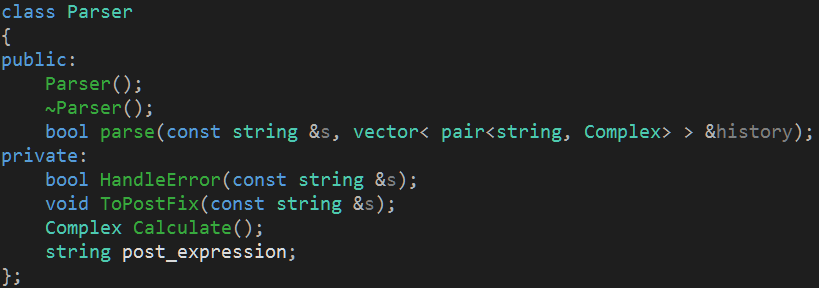 class Parser
{
public:
    Parser();
    ~Parser();
    bool parse(const string &s, vector< pair<string, Complex> > &history);
private:
    bool HandleError(const string &s);
    void ToPostFix(const string &s);
    Complex Calculate();
    string post_expression;
};